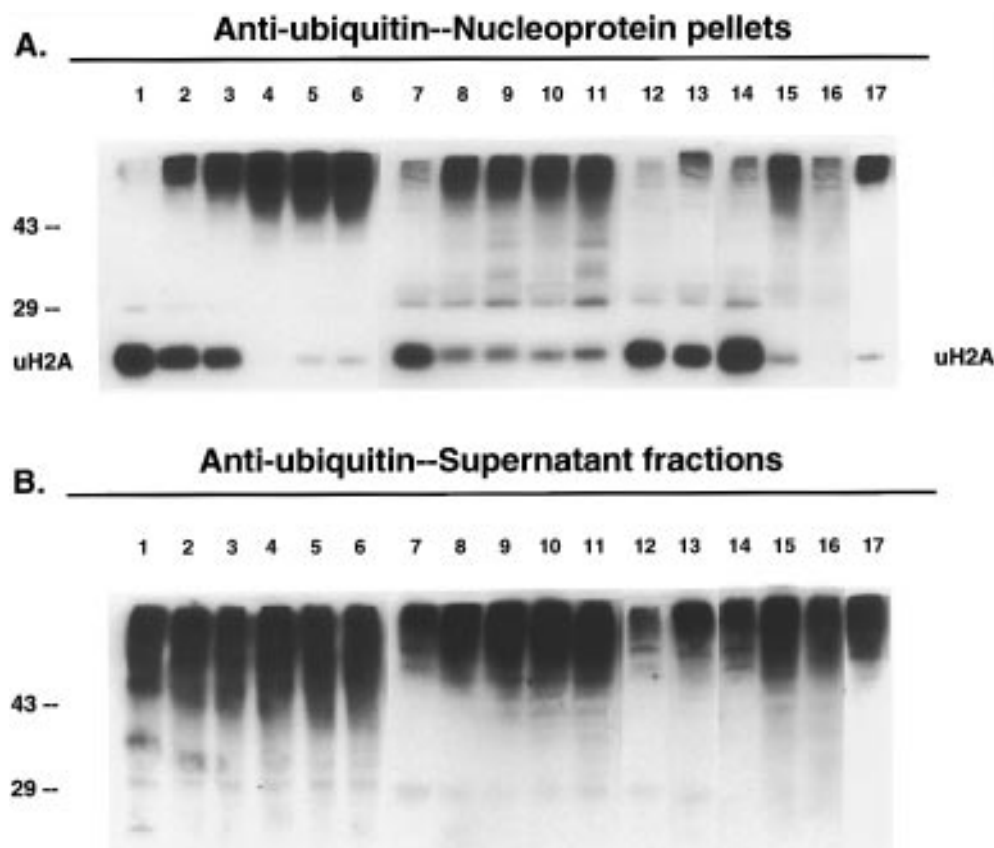 A. Anti-ubiquitin--Nucleoprotein pellets
1 2 3 4 5 6 7 8 9 10 11 12 13 14 15 16 17
43 --
29 --
uH2A uH2A
B. Anti-ubiquitin--Supernatant fractions
1 2 3 4 5 6 7 8 9 10 11 12 13 14 15 16 17
43 --
29 --